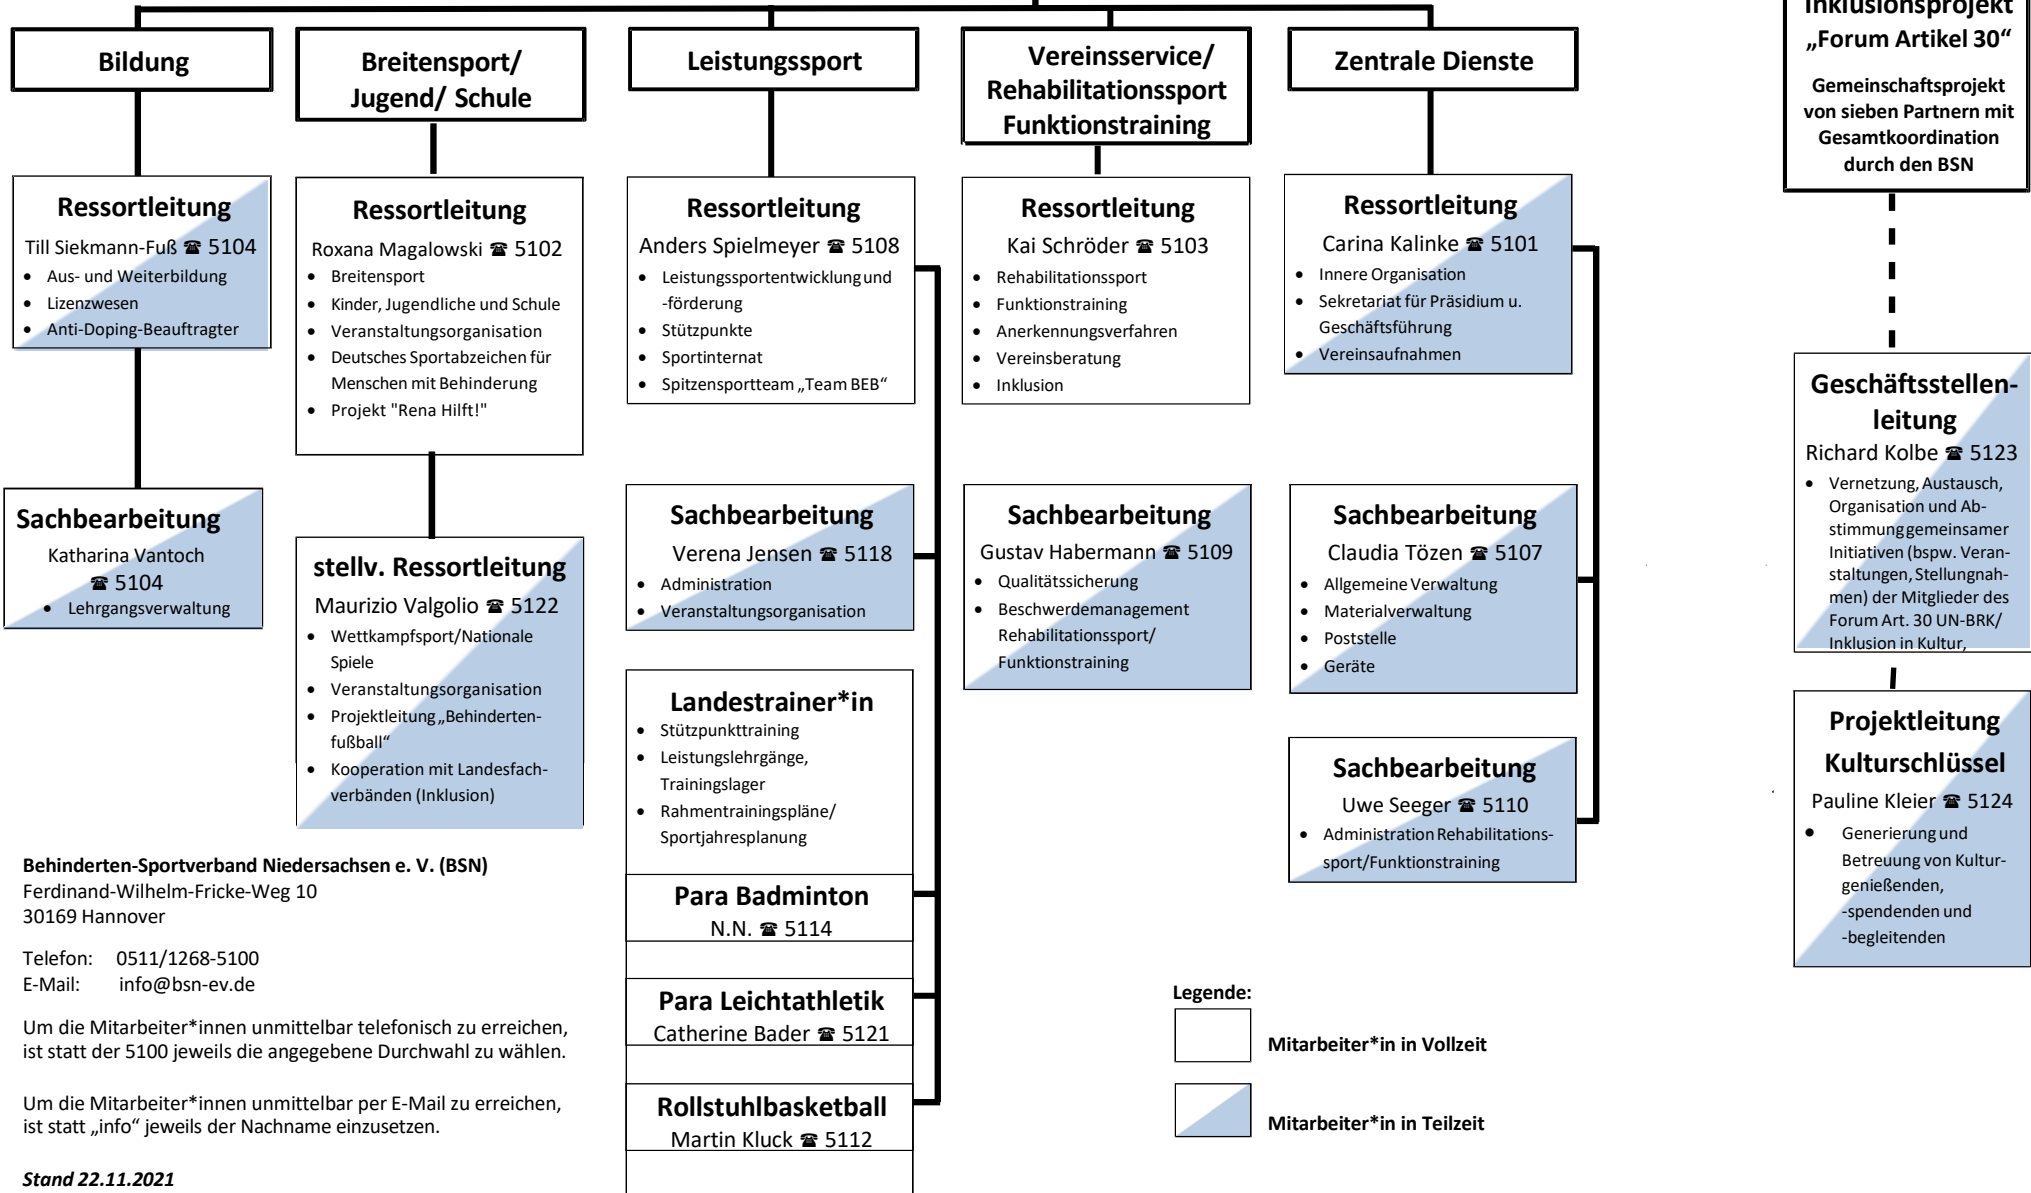 Bildung
Breitensport/
Jugend/ Schule
Leistungssport
Vereinsservice/
Rehabilitationssport
Funktionstraining
Zentrale Dienste
Inklusionsprojekt
„Forum Artikel 30“
Gemeinschaftsprojekt
von sieben Partnern mit
Gesamtkoordination
durch den BSN
Ressortleitung
Till Siekmann-Fuß ☎ 5104
• Aus- und Weiterbildung
• Lizenzwesen
• Anti-Doping-Beauftragter
Sachbearbeitung
Katharina Vantoch
☎ 5104
• Lehrgangsverwaltung
Ressortleitung
Roxana Magalowski ☎ 5102
• Breitensport
• Kinder, Jugendliche und Schule
• Veranstaltungsorganisation
• Deutsches Sportabzeichen für
Menschen mit Behinderung
• Projekt "Rena Hilft!"
stellv. Ressortleitung
Maurizio Valgolio ☎ 5122
• Wettkampfsport/Nationale
Spiele
• Veranstaltungsorganisation
• Projektleitung „Behinderten-
fußball“
• Kooperation mit Landesfach-
verbänden (Inklusion)
Ressortleitung
Anders Spielmeyer ☎ 5108
• Leistungssportentwicklung und
-förderung
• Stützpunkte
• Sportinternat
• Spitzensportteam „Team BEB“
Sachbearbeitung
Verena Jensen ☎ 5118
• Administration
• Veranstaltungsorganisation
Landestrainer*in
• Stützpunkttraining
• Leistungslehrgänge,
Trainingslager
• Rahmentrainingspläne/
Sportjahresplanung
Para Badminton
N.N. ☎ 5114
Para Leichtathletik
Catherine Bader ☎ 5121
Rollstuhlbasketball
Martin Kluck ☎ 5112
Ressortleitung
Kai Schröder ☎ 5103
• Rehabilitationssport
• Funktionstraining
• Anerkennungsverfahren
• Vereinsberatung
• Inklusion
Sachbearbeitung
Gustav Habermann ☎ 5109
• Qualitätssicherung
• Beschwerdemanagement
Rehabilitationssport/
Funktionstraining
Ressortleitung
Carina Kalinke ☎ 5101
• Innere Organisation
• Sekretariat für Präsidium u.
Geschäftsführung
• Vereinsaufnahmen
Sachbearbeitung
Claudia Tözen ☎ 5107
• Allgemeine Verwaltung
• Materialverwaltung
• Poststelle
• Geräte
Sachbearbeitung
Uwe Seeger ☎ 5110
• Administration Rehabilitations-
sport/Funktionstraining
Geschäftsstellen-
leitung
Richard Kolbe ☎ 5123
• Vernetzung, Austausch,
Organisation und Ab-
stimmung gemeinsamer
Initiativen (bspw. Veran-
staltungen, Stellungnah-
men) der Mitglieder des
Forum Art. 30 UN-BRK/
Inklusion in Kultur,
Projektleitung
Kulturschlüssel
Pauline Kleier ☎ 5124
• Generierung und
Betreuung von Kultur-
genießenden,
-spendenden und
-begleitenden
Behinderten-Sportverband Niedersachsen e. V. (BSN)
Ferdinand-Wilhelm-Fricke-Weg 10
30169 Hannover
Telefon: 0511/1268-5100
E-Mail: info@bsn-ev.de
Um die Mitarbeiter*innen unmittelbar telefonisch zu erreichen,
ist statt der 5100 jeweils die angegebene Durchwahl zu wählen.
Um die Mitarbeiter*innen unmittelbar per E-Mail zu erreichen,
ist statt „info“ jeweils der Nachname einzusetzen.
Stand 22.11.2021
Legende:
Mitarbeiter*in in Vollzeit
Mitarbeiter*in in Teilzeit